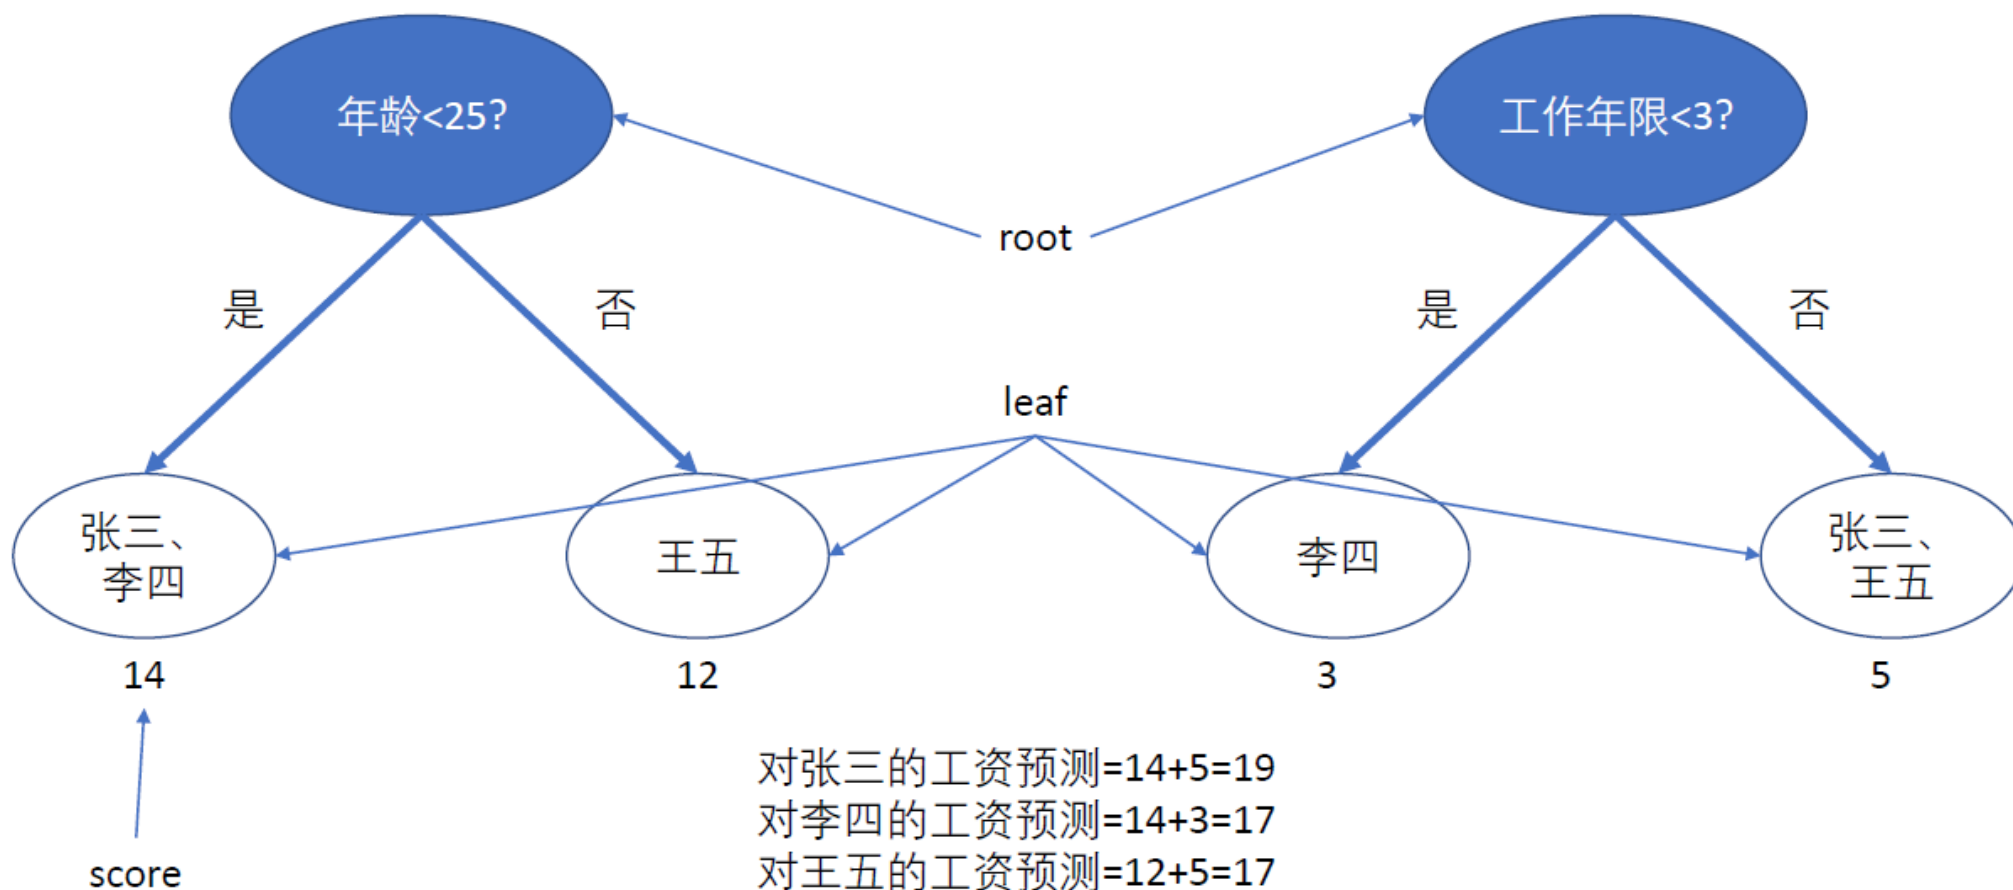 年龄<25?
工作年限<3?
root
是
否
是
否
leaf
张三、
李四
王五
李四
张三、
王五
14
12
3
5
对张三的工资预测=14+5=19
对李四的工资预测=14+3=17
对王五的工资预测=12+5=17
score